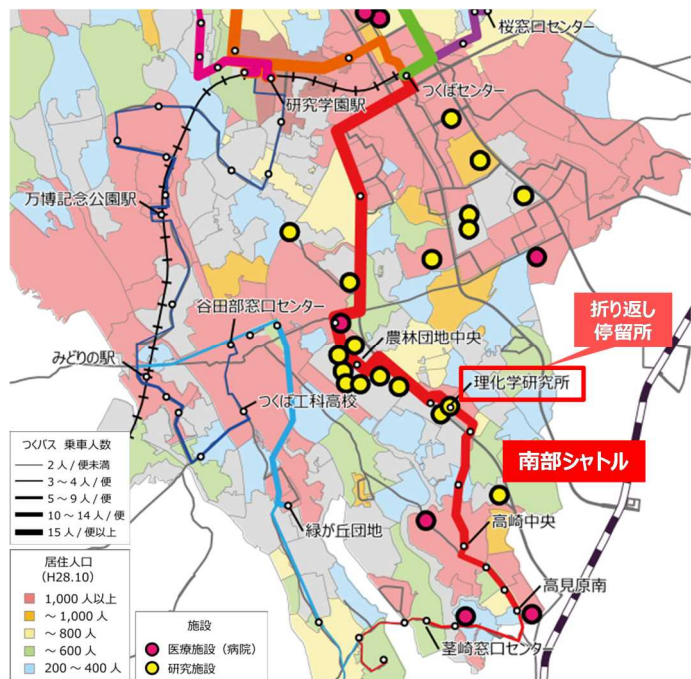 桜窓口センター
つくばセンター
研究学園駅
万博記念公園駅
谷田部窓口センター
折り返し
停留所
農林団地中央
みどりの駅
理化学研究所
つくば工科高校
つくバス 乗車人数
2人/便未満
3～4人/便
5～9人/便
10～14人/便
15人/便以上
南部シャトル
緑が丘団地
高崎中央
居住人口
(H28.10)
1,000人以上
～1,000人
～800人
～600人
200～400人
高見原南
施設
医療施設（病院）
研究施設
茎崎窓口センター